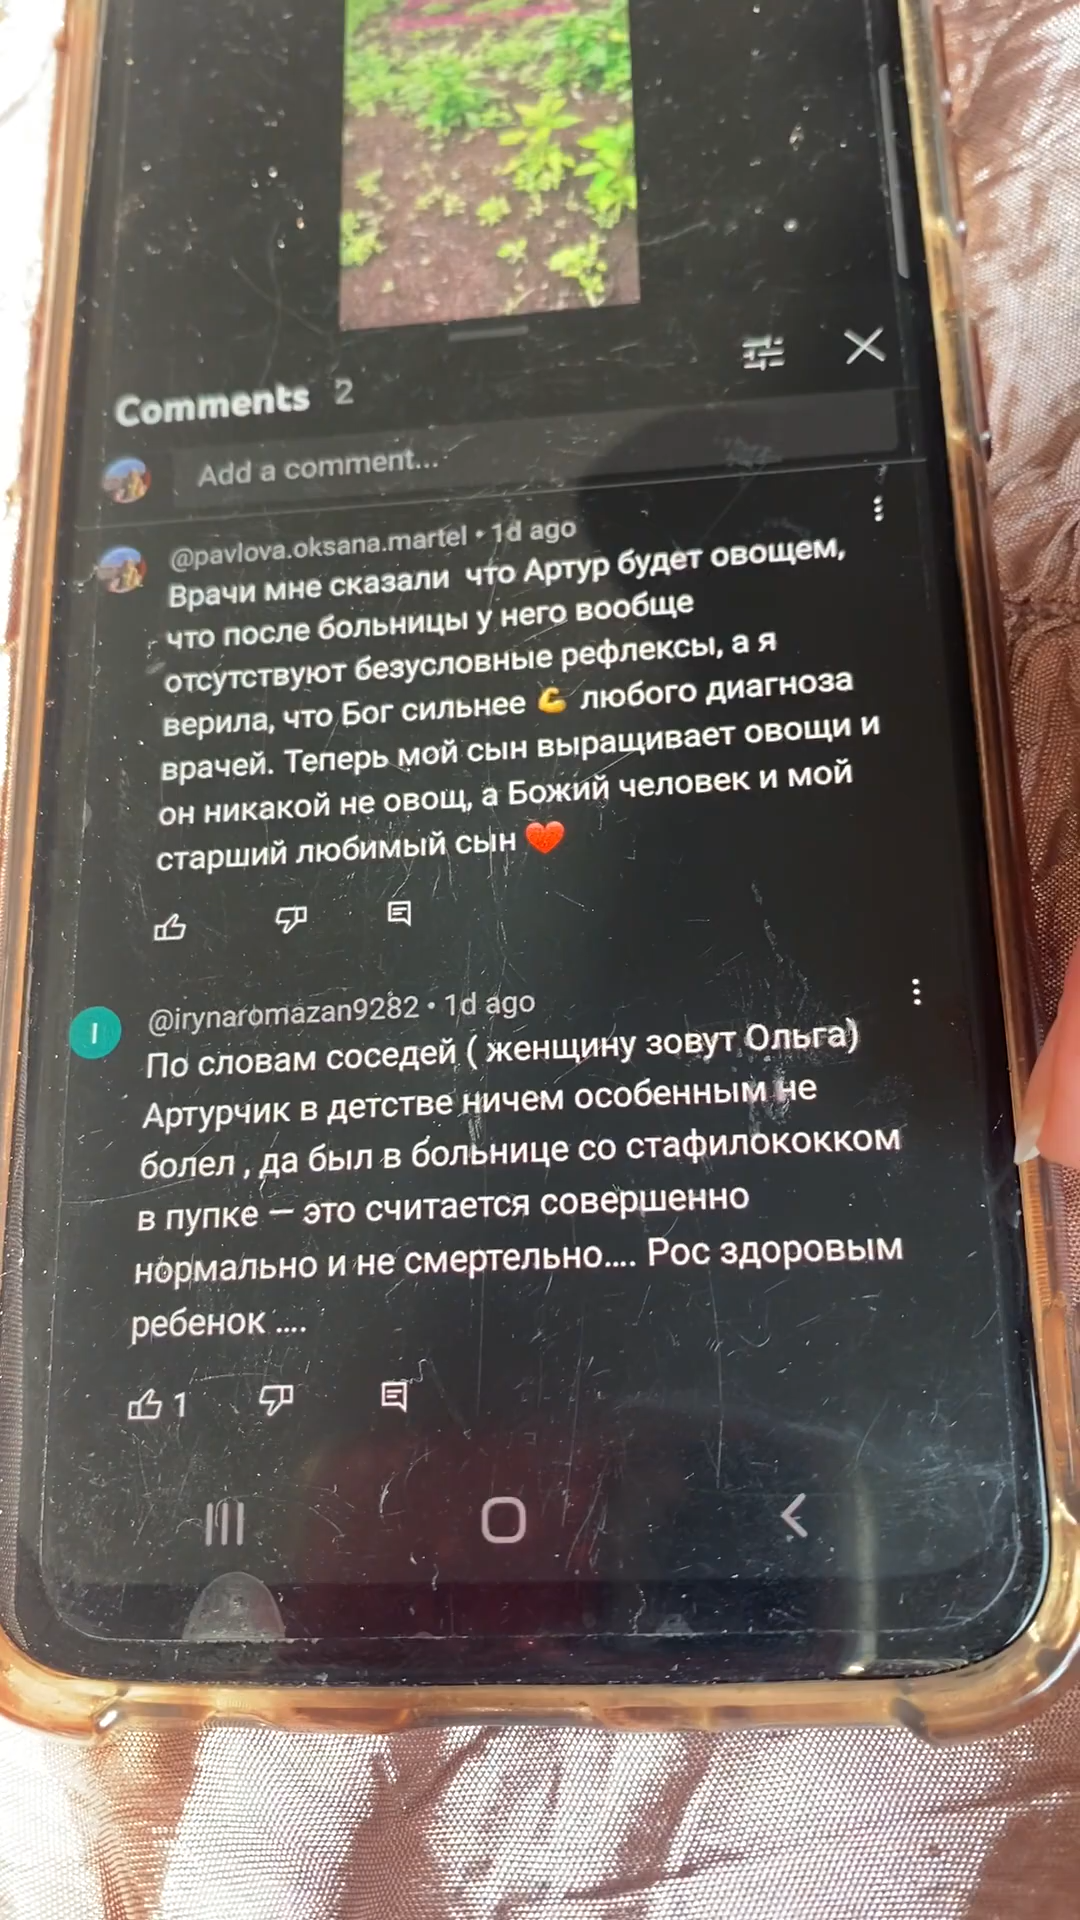 Comments 2
Add a comment...
@pavlova.oksana.martel • 1d ago
Врачи мне сказали что Артур будет овощем,
что после больницы у него вообще
отсутствуют безусловные рефлексы, а я
верила, что Бог сильнее 💪 любого диагноза
врачей. Теперь мой сын выращивает овощи и
он никакой не овощ, а Божий человек и мой
старший любимый сын ❤️
I
@irynaromazan9282 • 1d ago
По словам соседей ( женщину зовут Ольга)
Артурчик в детстве ничем особенным не
болел , да был в больнице со стафилококком
в пупке — это считается совершенно
нормально и не смертельно.... Рос здоровым
ребенок ....
1